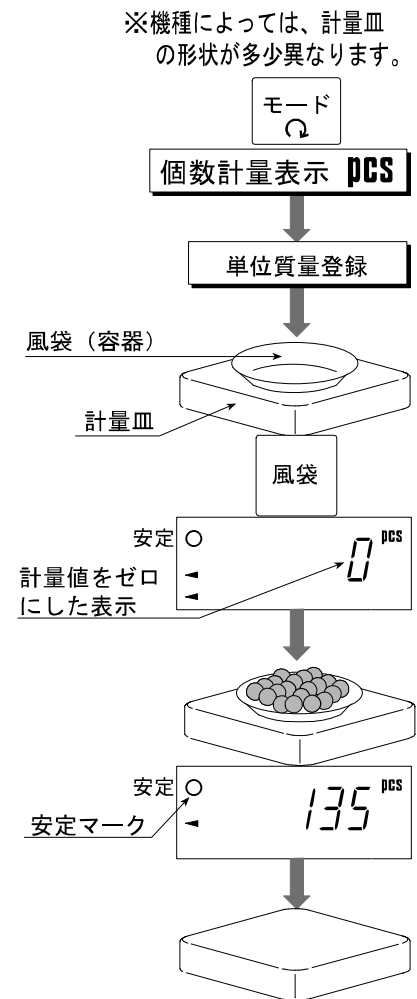 ※機種によっては、計量皿
の形状が多少異なります。
モード
個数計量表示 pcs
単位質量登録
風袋（容器）
計量皿
風袋
安定 0 pcs
計量値をゼロ
にした表示
安定 135 pcs
安定マーク